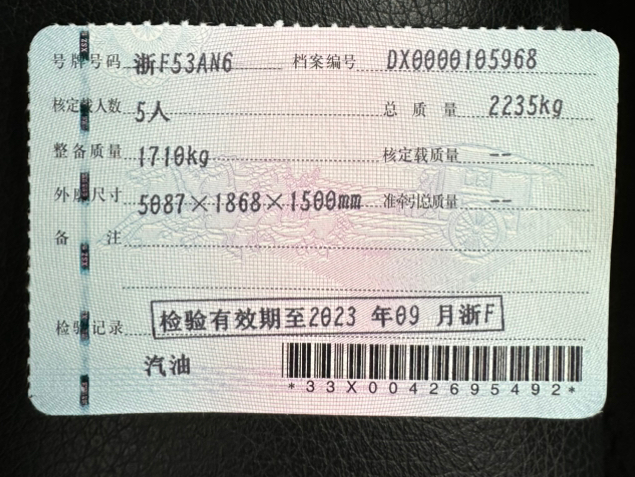 号牌号码 浙F53AN6 档案编号 DX0000105968
核定载人数 5人 总质量 2235kg
整备质量 1710kg 核定载质量 --
外廓尺寸 5087×1868×1500mm 准牵引总质量 --
备注
检验记录 检验有效期至2023 年09 月浙F
汽油
*33X0042695492*